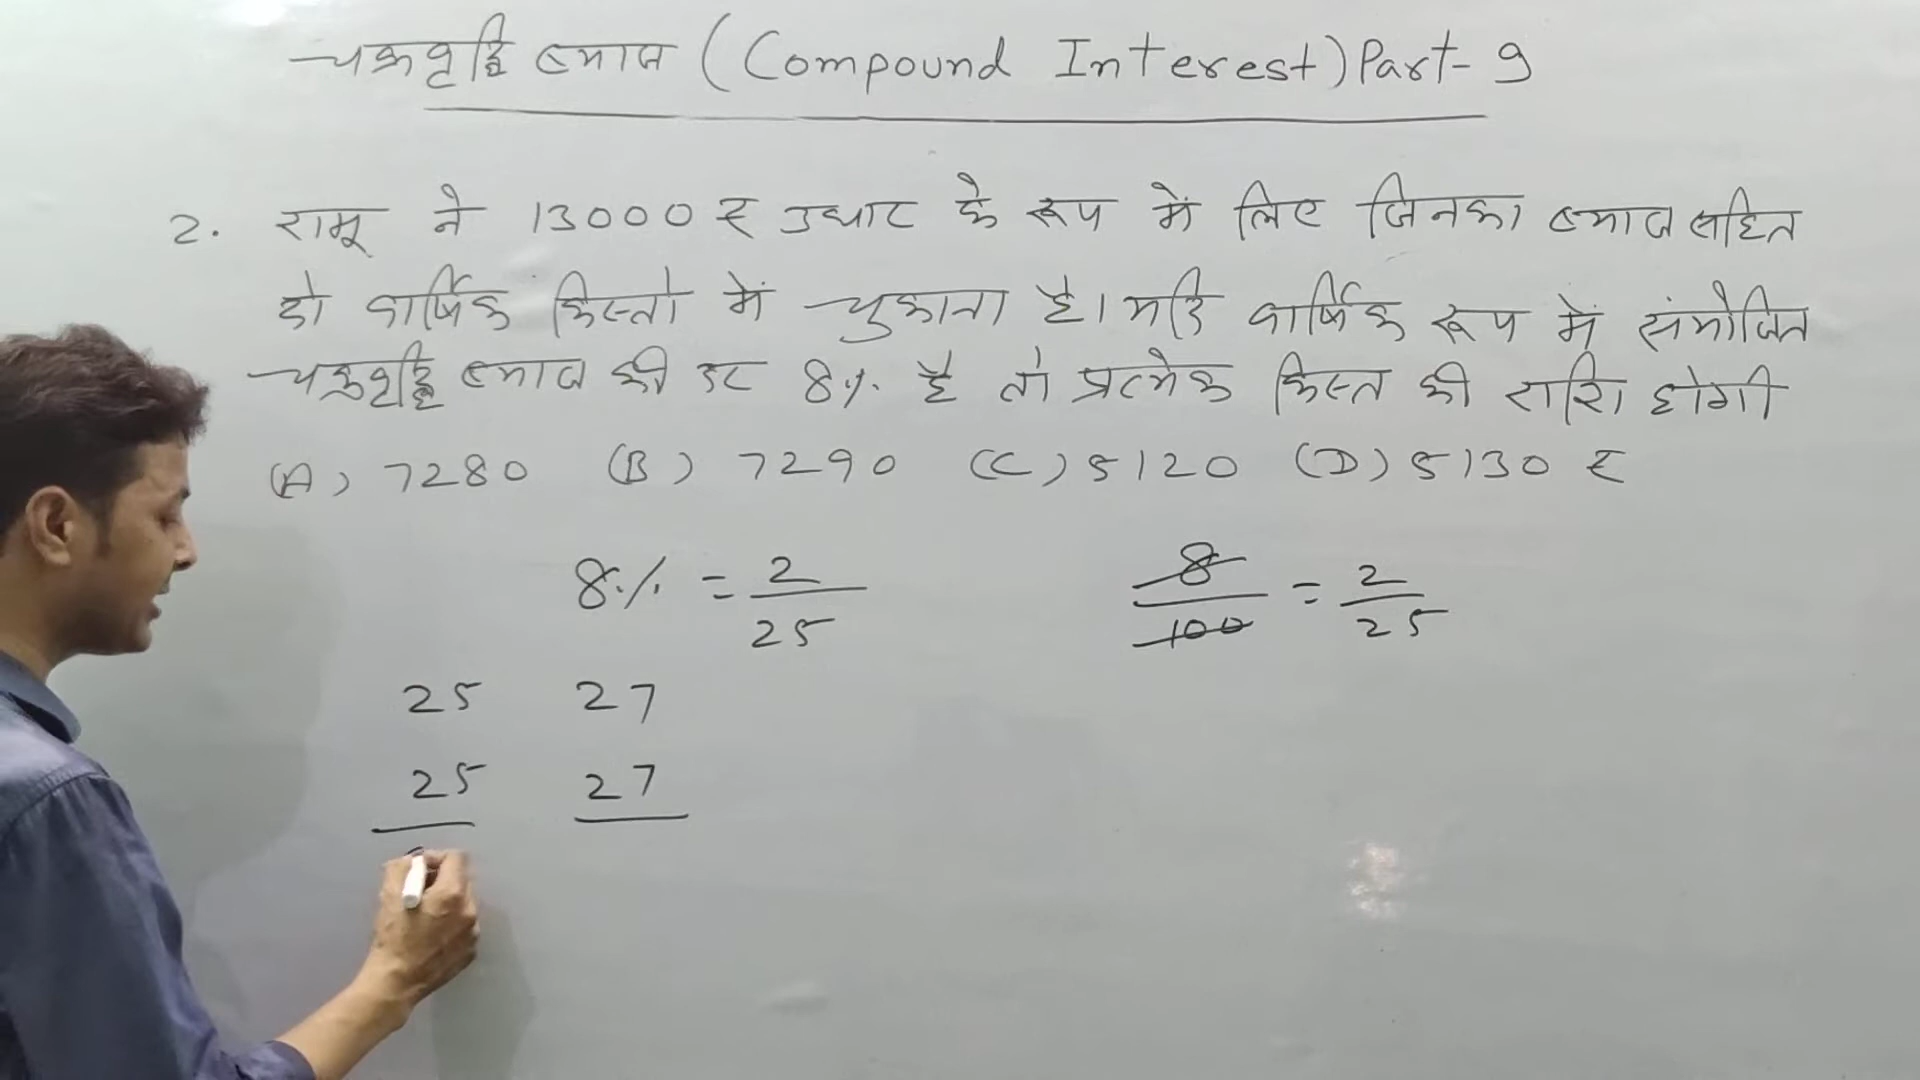 चक्रवृद्धि ब्याज (Compound Interest) Part-9
2. रामू ने 13000 ₹ उधार के रूप में लिए जिनका ब्याज सहित
दो वार्षिक किस्तो में चुकाना है। यदि वार्षिक रूप में संयोजित
चक्रवृद्धि ब्याज की दर 8% है तो प्रत्येक किस्त की राशि होगी
(A) 7280 (B) 7290 (C) 5120 (D) 5130 ₹
8% = 2/25 8/100 = 2/25
25 27
25 27